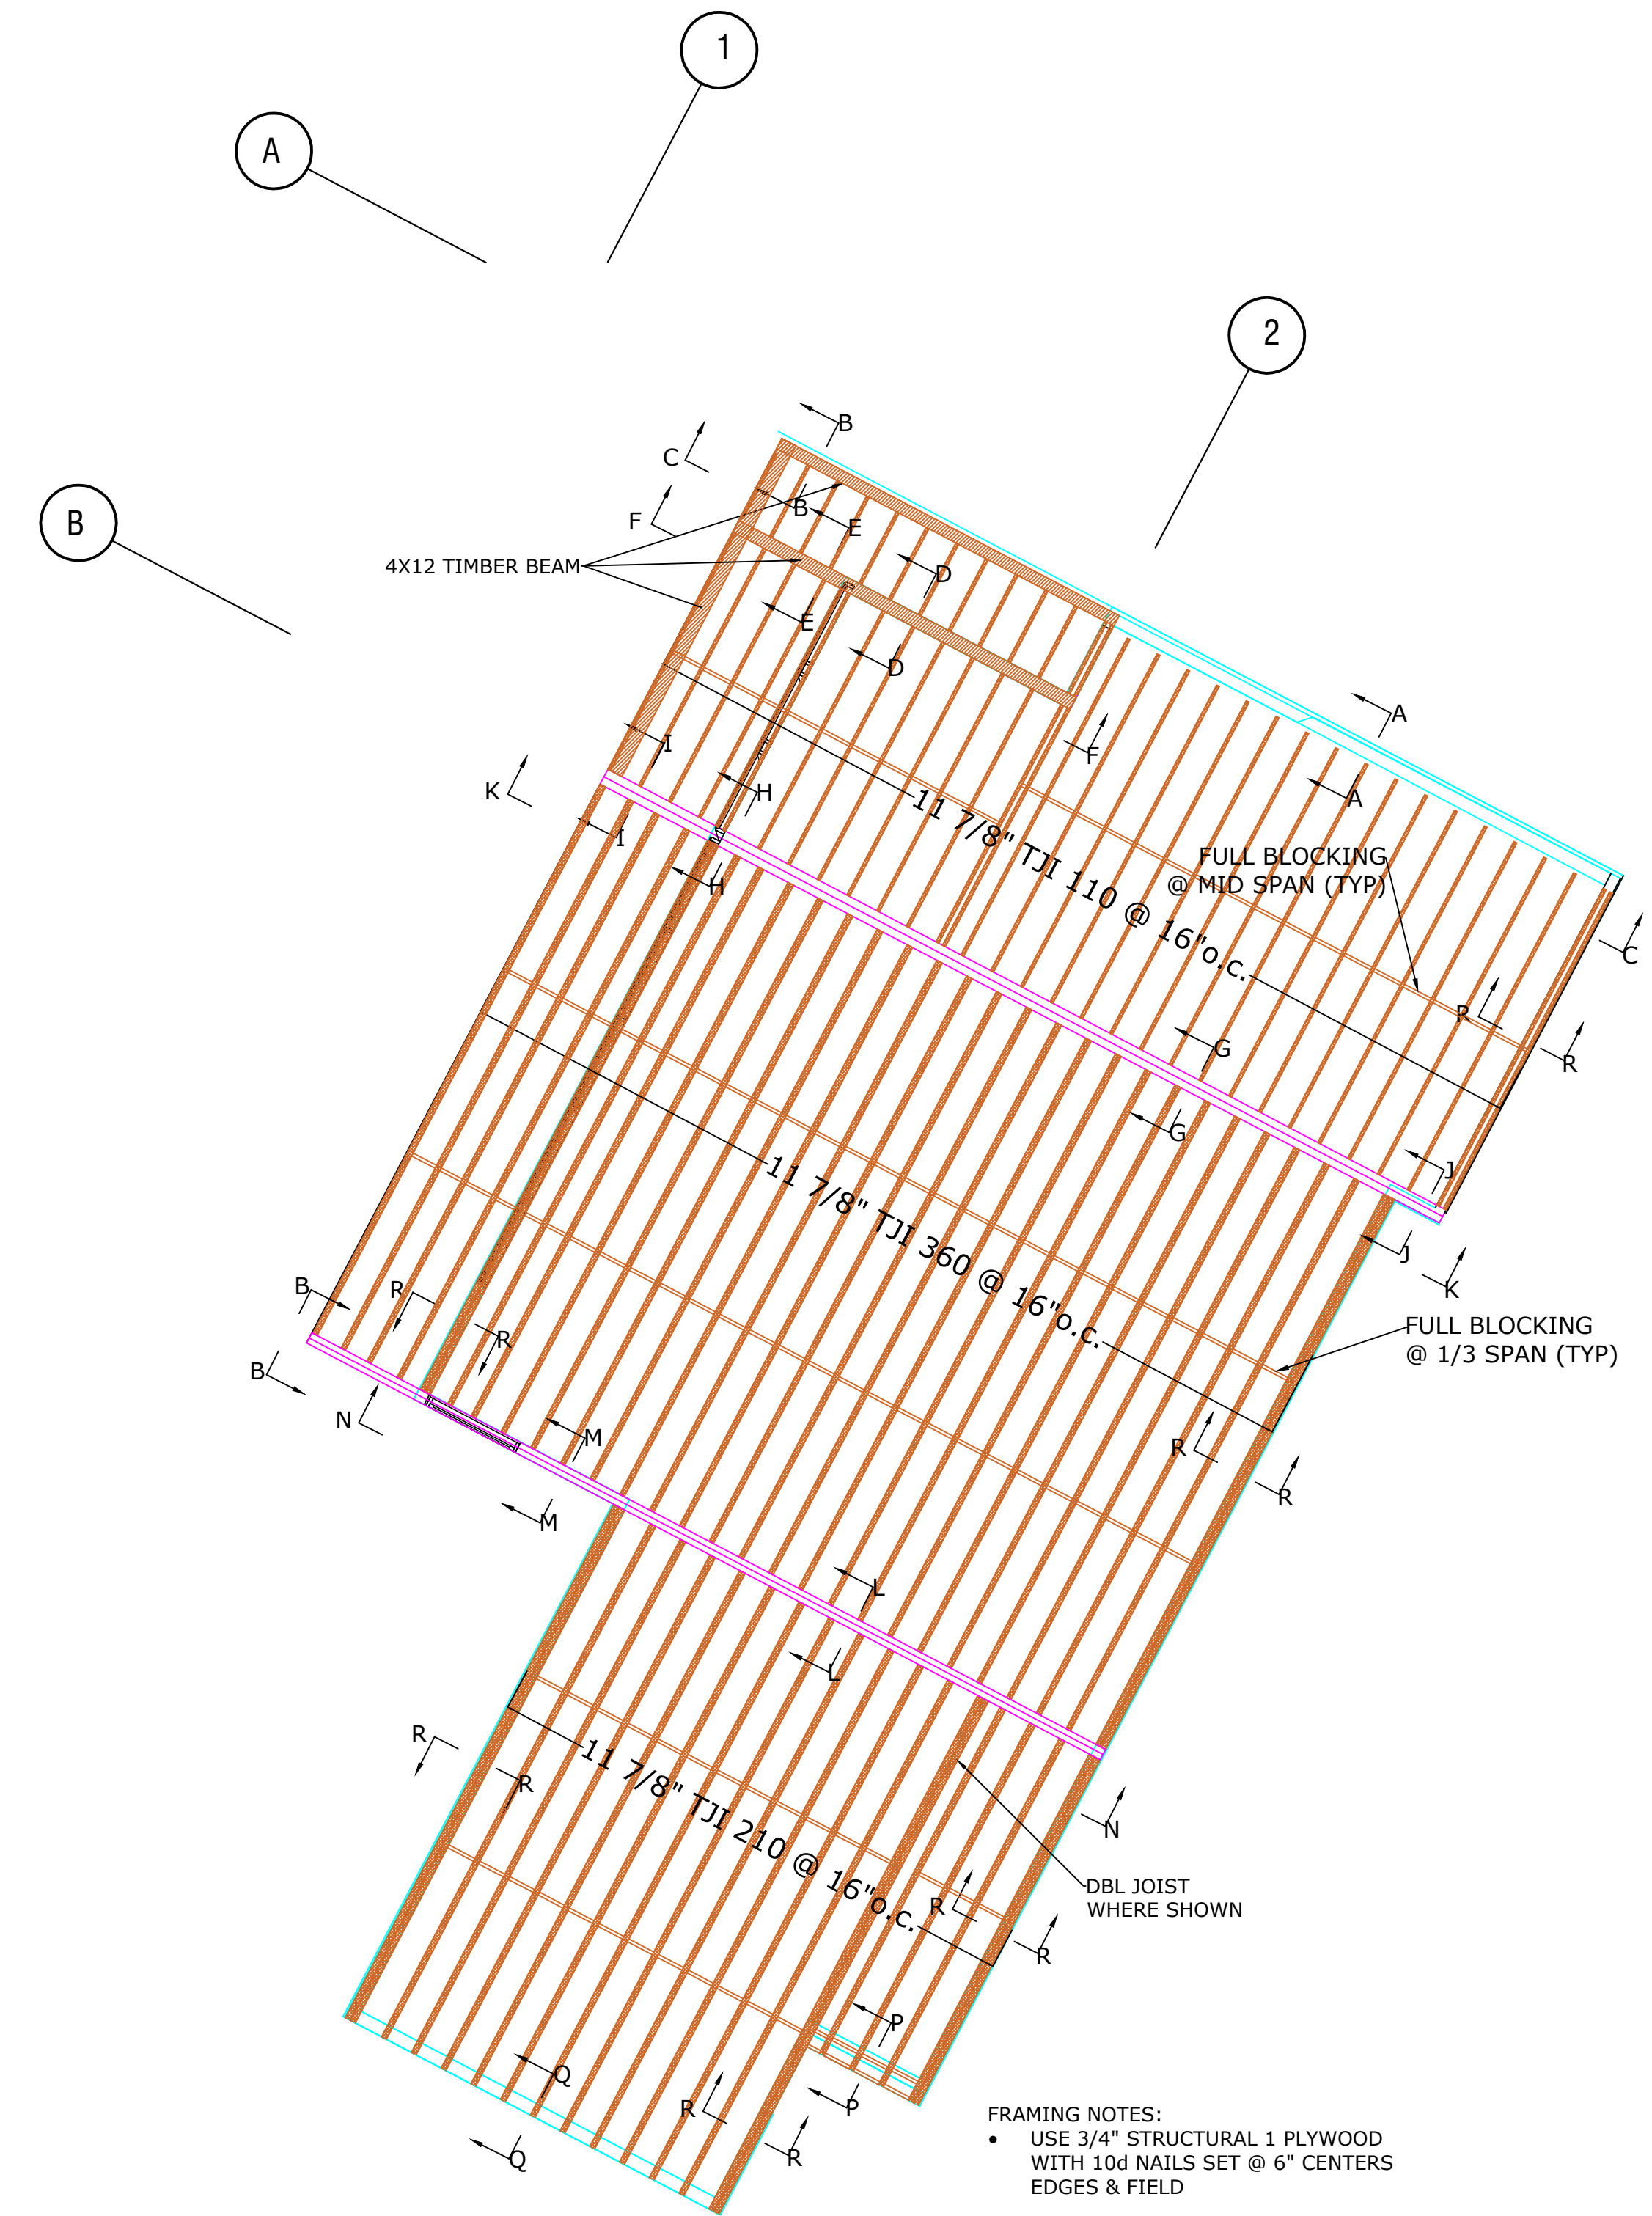 1
A
2
B
B
C
F
B
E
4X12 TIMBER BEAM
D
E
D
A
I
F
K
H
A
11 7/8" TJI 110 @ 16"o.c.
I
FULL BLOCKING
@ MID SPAN (TYP)
H
C
R
G
R
G
J
11 7/8" TJI 360 @ 16"o.c.
J
B
R
K
R
FULL BLOCKING
@ 1/3 SPAN (TYP)
B
N
M
R
R
M
L
L
R
R
11 7/8" TJI 210 @ 16"o.c.
N
DBL JOIST
WHERE SHOWN
R
R
P
Q
R
P
R
Q
FRAMING NOTES:
• USE 3/4" STRUCTURAL 1 PLYWOOD
WITH 10d NAILS SET @ 6" CENTERS
EDGES & FIELD